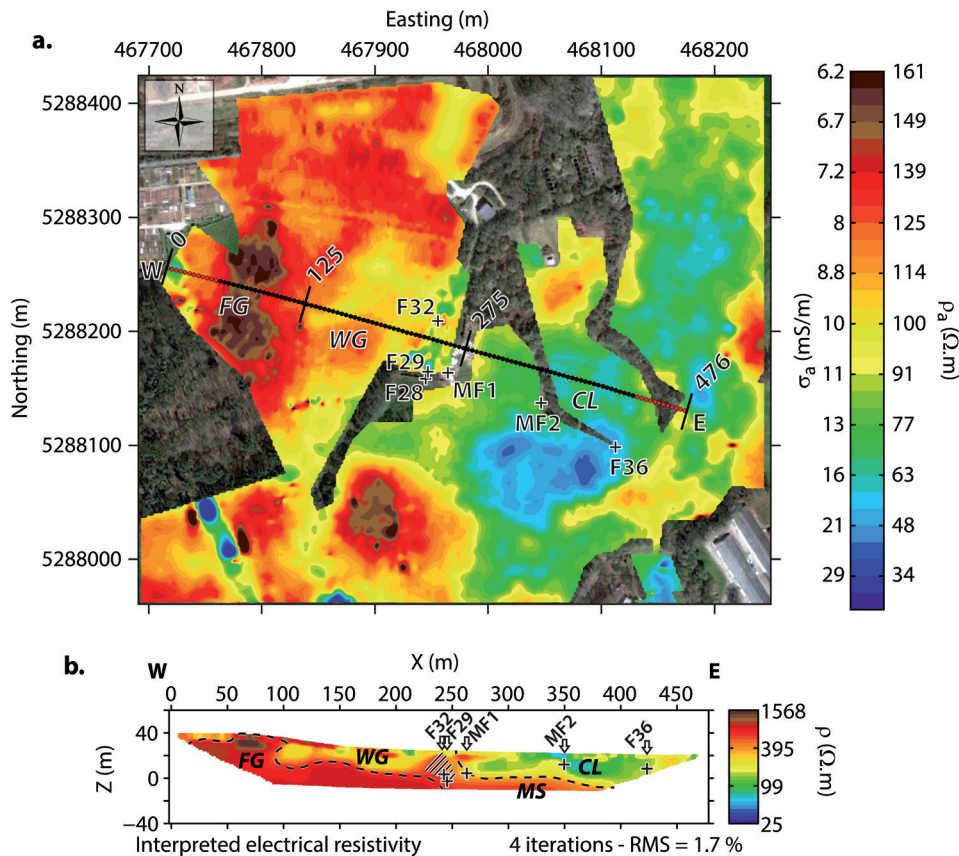 Easting (m)
a.
467700 467800 467900 468000 468100 468200
5288400
5288300
5288200
5288100
5288000
Northing (m)
N
W
0
125
275
476
E
FG
WG
CL
F32
F29
F28
MF1
MF2
F36
6.2
6.7
7.2
8
8.8
10
11
13
16
21
29
σa (mS/m)
161
149
139
125
114
100
91
77
63
48
34
ρa (Ω.m)
b.
W
X (m)
E
0 50 100 150 200 250 300 350 400 450
40
0
−40
Z (m)
F32
F29
MF1
MF2
F36
FG
WG
MS
CL
1568
395
99
25
ρ (Ω.m)
Interpreted electrical resistivity 4 iterations - RMS = 1.7 %